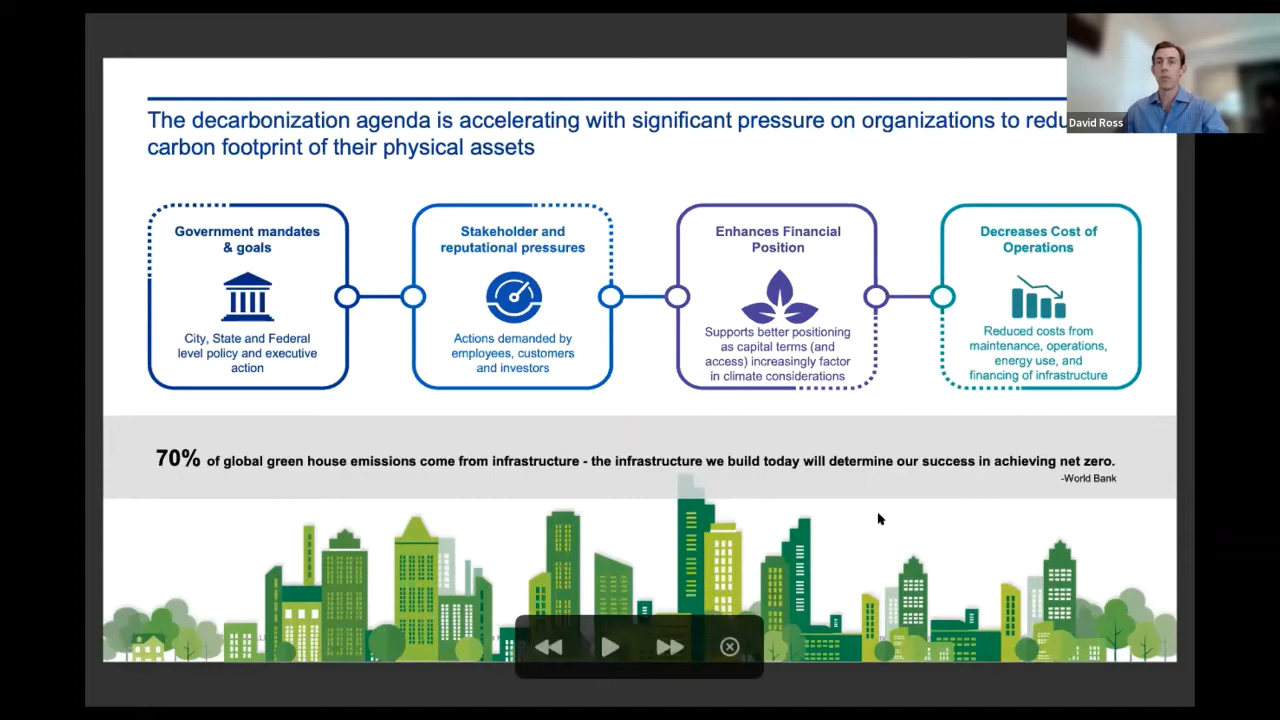 The decarbonization agenda is accelerating with significant pressure on organizations to
carbon footprint of their physical assets
David Ross
Government mandates
& goals
City, State and Federal
level policy and executive
action
Stakeholder and
reputational pressures
Actions demanded by
employees, customers
and investors
Enhances Financial
Position
Supports better positioning
as capital terms (and
access) increasingly factor
in climate considerations
Decreases Cost of
Operations
Reduced costs from
maintenance, operations,
energy use, and
financing of infrastructure
70% of global green house emissions come from infrastructure - the infrastructure we build today will determine our success in achieving net zero.
-World Bank